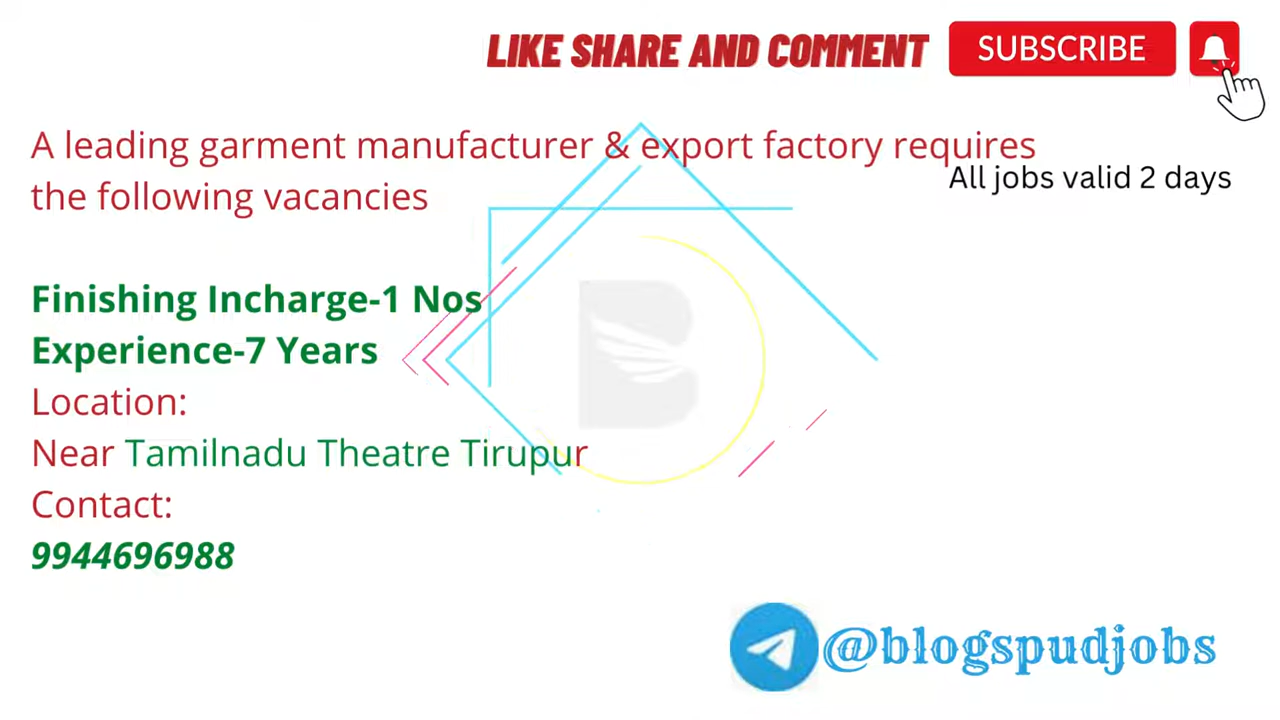 LIKE SHARE AND COMMENT SUBSCRIBE
A leading garment manufacturer & export factory requires
All jobs valid 2 days
the following vacancies
Finishing Incharge-1 Nos
Experience-7 Years
Location:
Near Tamilnadu Theatre Tirupur
Contact:
9944696988
@blogspudjobs